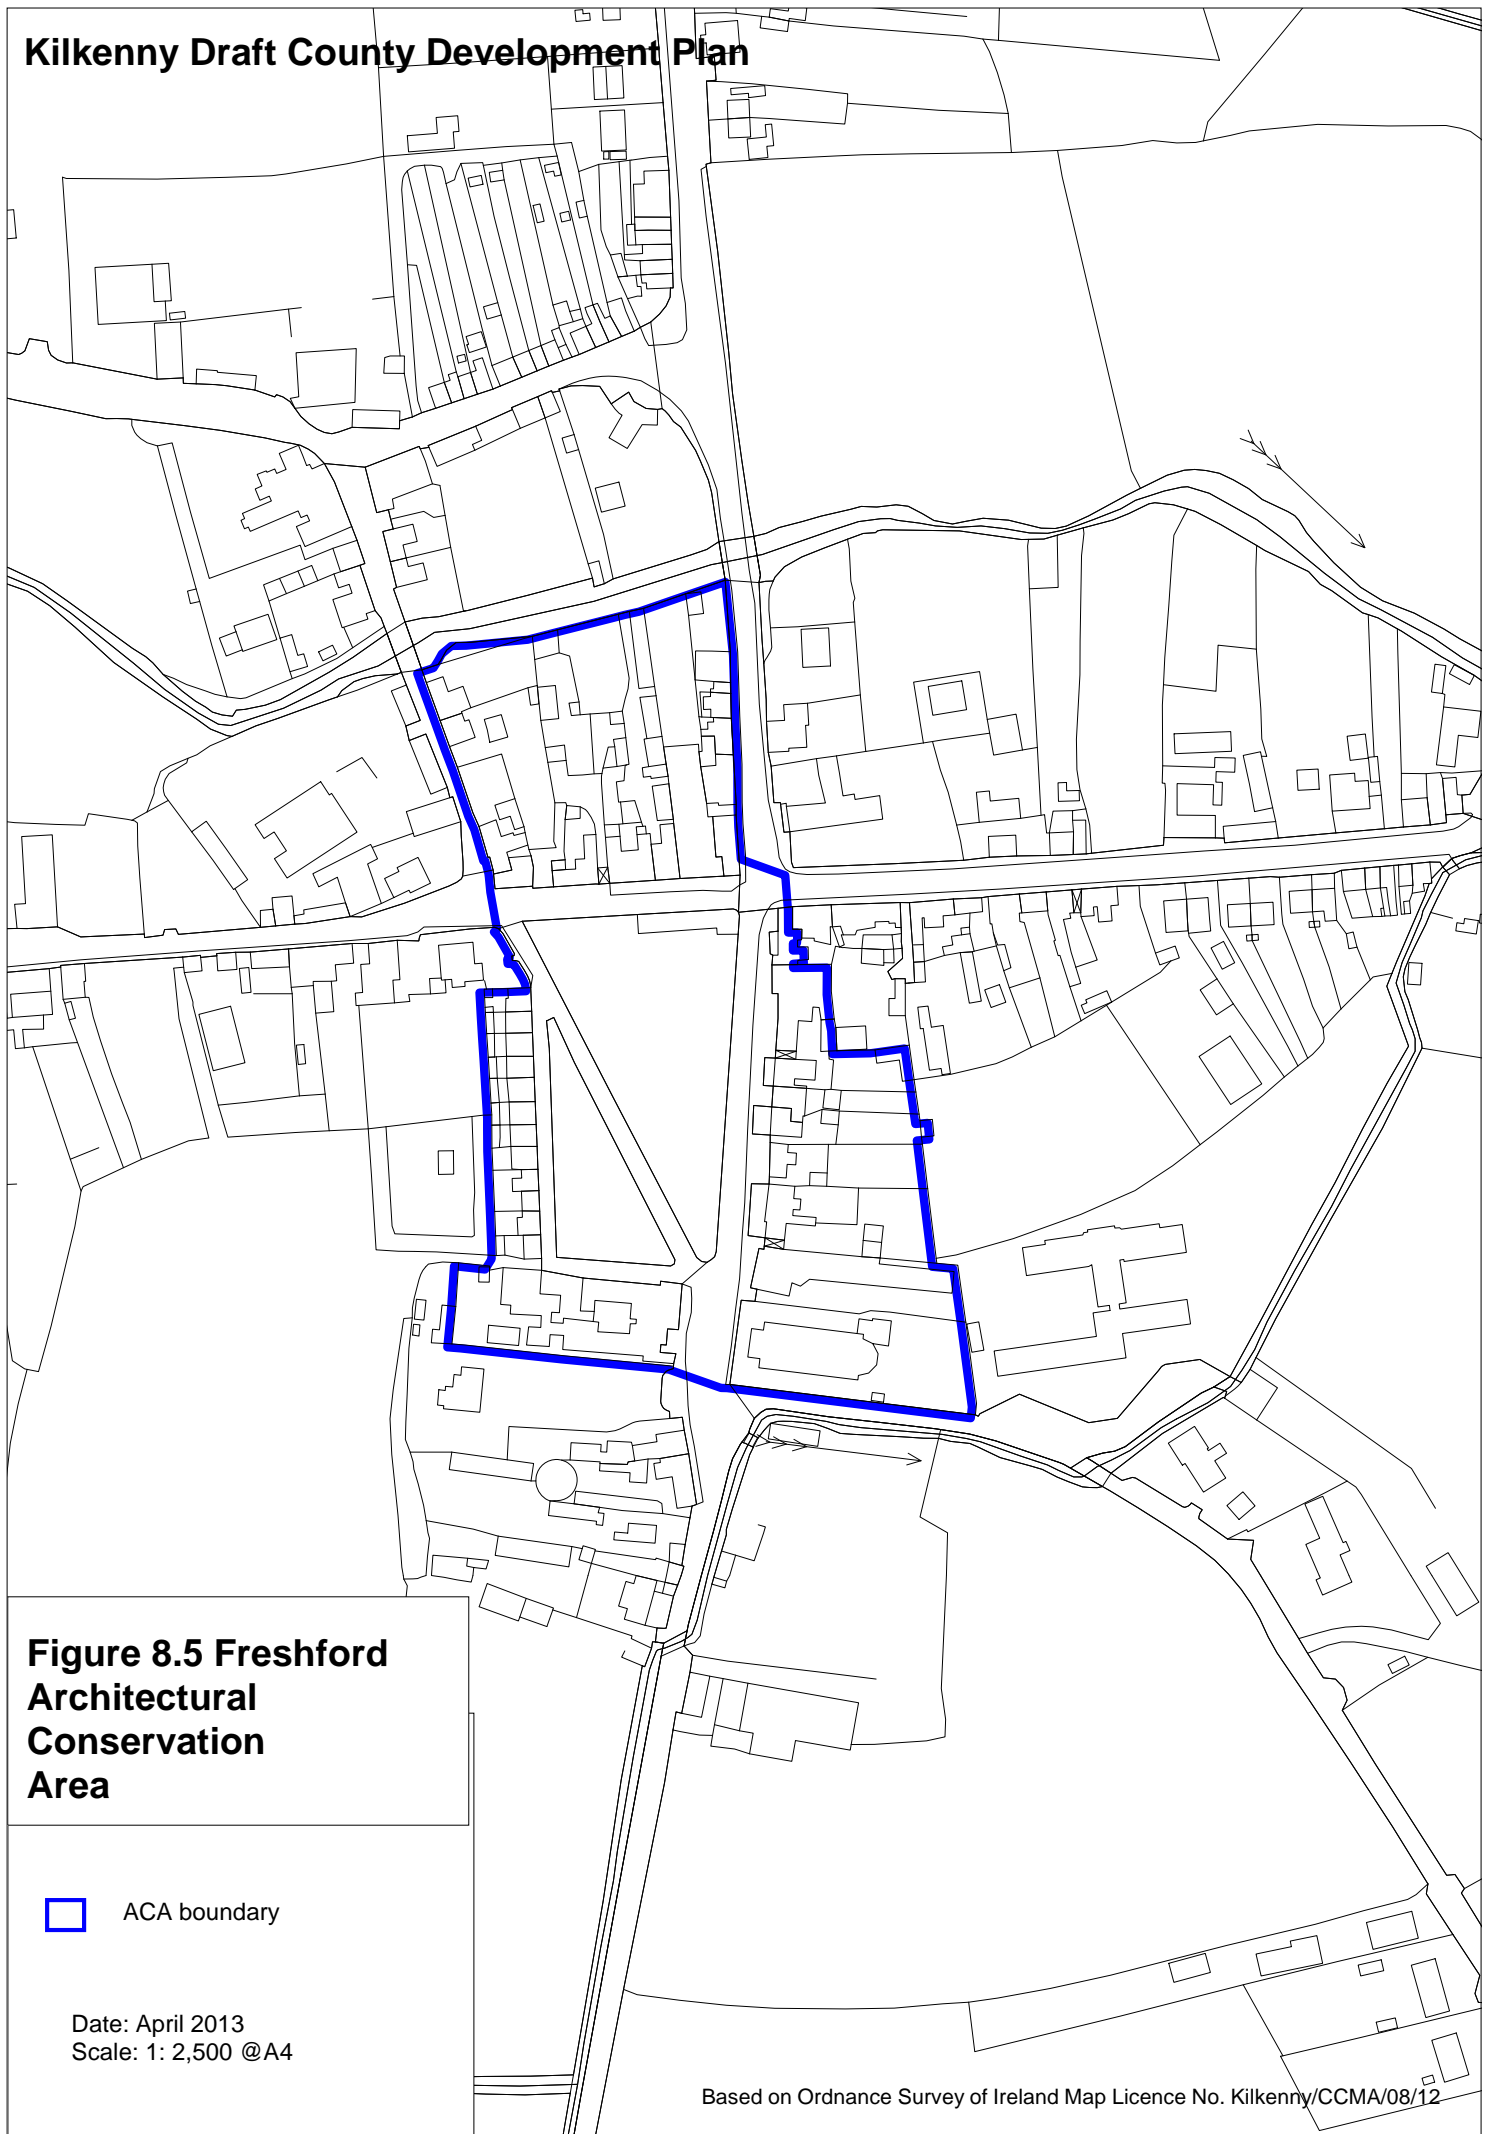 Kilkenny Draft County Development Plan
Figure 8.5 Freshford
Architectural
Conservation
Area
ACA boundary
Date: April 2013
Scale: 1: 2,500 @A4
Based on Ordnance Survey of Ireland Map Licence No. Kilkenny/CCMA/08/12